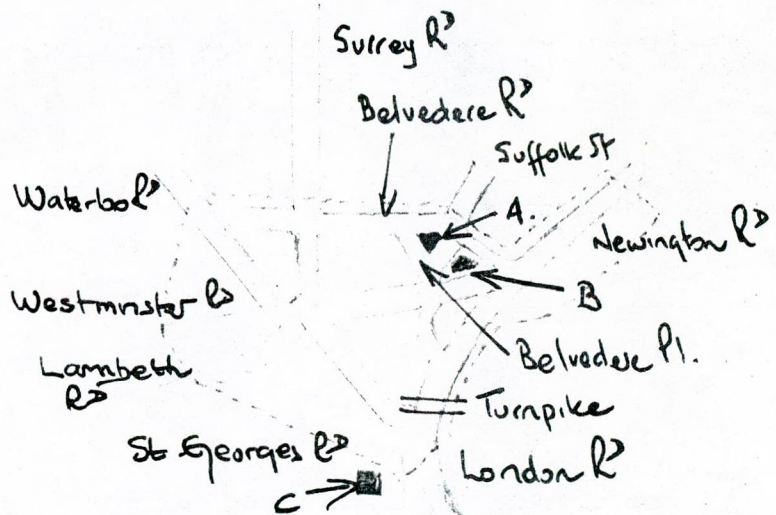 Surrey Rᴰ
Belvedere Rᴰ
Suffolk St
Waterloo Rᴰ
A.
Newington Rᴰ
Westminster Rᴰ
B
Lambeth
Rᴰ
Belvedere Pl.
Turnpike
St Georges Rᴰ
London Rᴰ
C